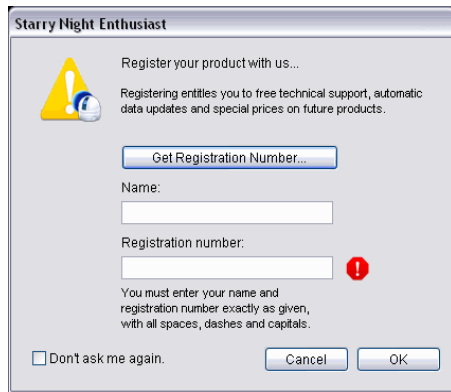 Starry Night Enthusiast
Register your product with us...
Registering entitles you to free technical support, automatic
data updates and special prices on future products.
Get Registration Number...
Name:
Registration number:
You must enter your name and
registration number exactly as given,
with all spaces, dashes and capitals.
Don't ask me again.
Cancel
OK